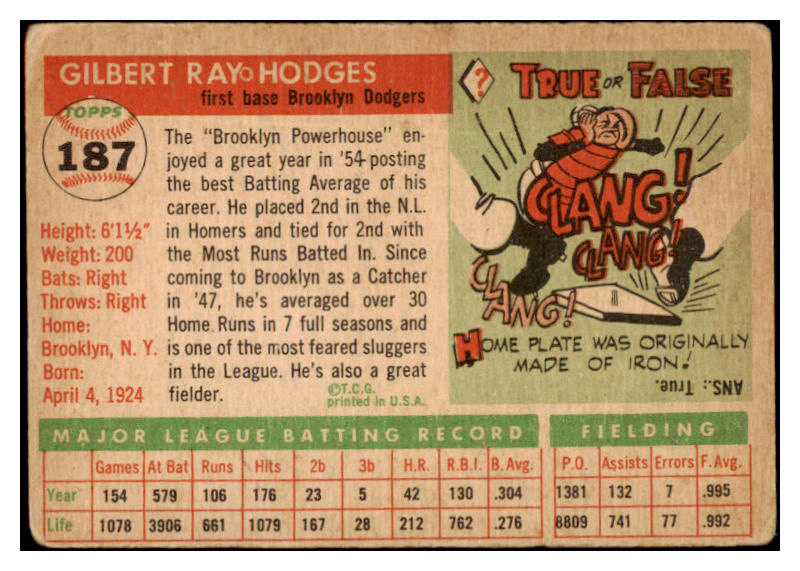 GILBERT RAY HODGES
first base Brooklyn Dodgers
TOPPS
187
Height: 6'1½"
Weight: 200
Bats: Right
Throws: Right
Home:
Brooklyn, N. Y.
Born:
April 4, 1924
The "Brooklyn Powerhouse" en-
joyed a great year in '54-posting
the best Batting Average of his
career. He placed 2nd in the N.L.
in Homers and tied for 2nd with
the Most Runs Batted In. Since
coming to Brooklyn as a Catcher
in '47, he's averaged over 30
Home Runs in 7 full seasons and
is one of the most feared sluggers
in the League. He's also a great
fielder.
©T.C.G.
printed in U.S.A.
? TRUE OR FALSE
CLANG!
CLANG!
CLANG!
HOME PLATE WAS ORIGINALLY
MADE OF IRON!
ANS.: True.
MAJOR LEAGUE BATTING RECORD FIELDING
Games At Bat Runs Hits 2b 3b H.R. R.B.I. B. Avg. P.O. Assists Errors F. Avg.
Year 154 579 106 176 23 5 42 130 .304 1381 132 7 .995
Life 1078 3906 661 1079 167 28 212 762 .276 8809 741 77 .992